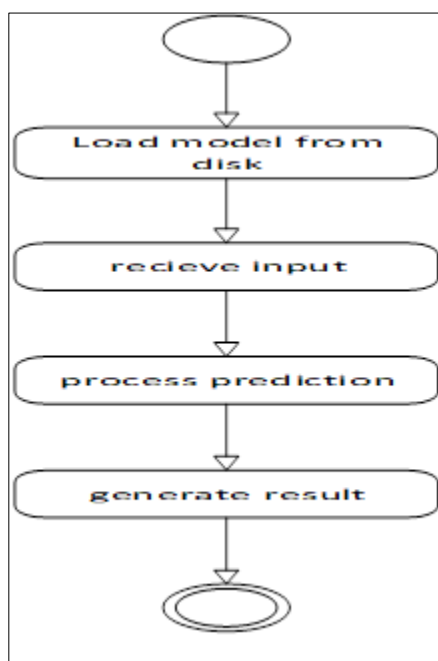 Load model from
disk
recieve input
process prediction
generate result